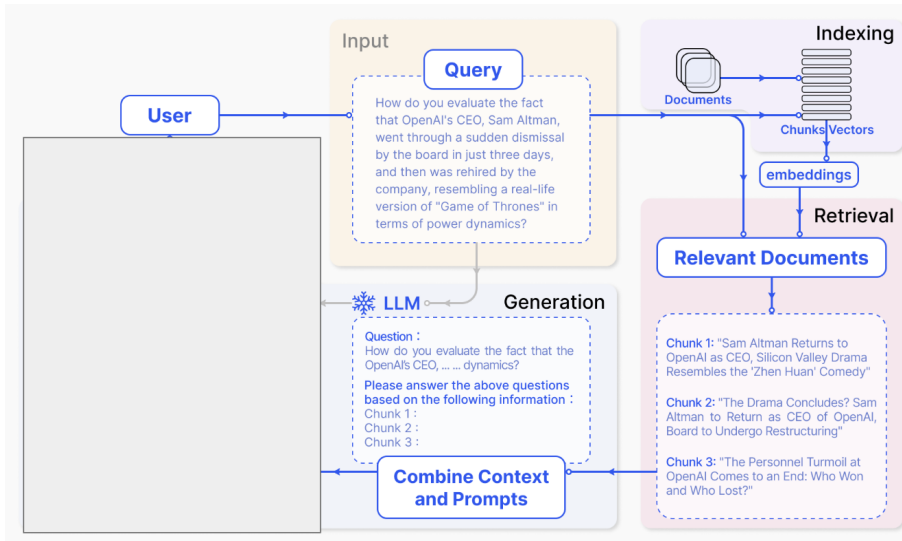 Input
Query
How do you evaluate the fact
that OpenAI's CEO, Sam Altman,
went through a sudden dismissal
by the board in just three days,
and then was rehired by the
company, resembling a real-life
version of "Game of Thrones" in
terms of power dynamics?
User
Indexing
Documents
Chunks Vectors
embeddings
Retrieval
Relevant Documents
Chunk 1: "Sam Altman Returns to
OpenAI as CEO, Silicon Valley Drama
Resembles the 'Zhen Huan' Comedy"
Chunk 2: "The Drama Concludes? Sam
Altman to Return as CEO of OpenAI,
Board to Undergo Restructuring"
Chunk 3: "The Personnel Turmoil at
OpenAI Comes to an End: Who Won
and Who Lost?"
LLM
Generation
Question :
How do you evaluate the fact that the
OpenAI's CEO, ... ... dynamics?
Please answer the above questions
based on the following information :
Chunk 1 :
Chunk 2 :
Chunk 3 :
Combine Context
and Prompts